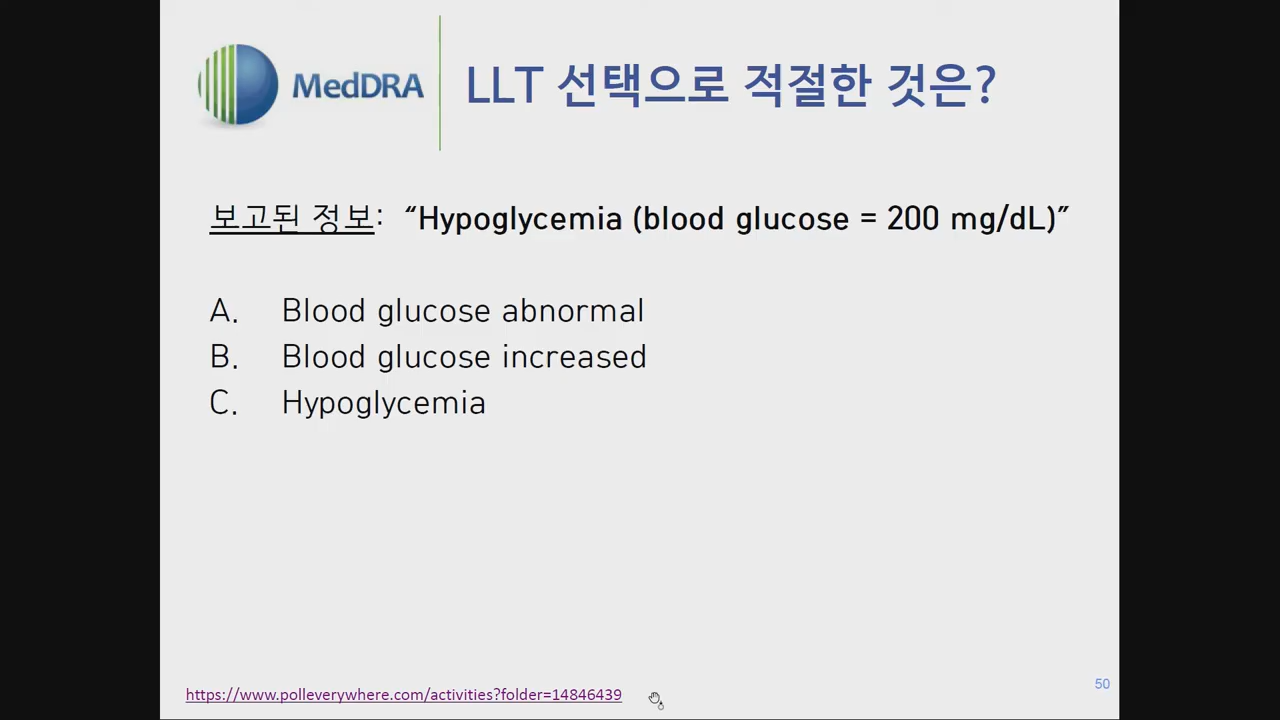 MedDRA
LLT 선택으로 적절한 것은?
보고된 정보: “Hypoglycemia (blood glucose = 200 mg/dL)”
A. Blood glucose abnormal
B. Blood glucose increased
C. Hypoglycemia
https://www.polleverywhere.com/activities?folder=14846439
50